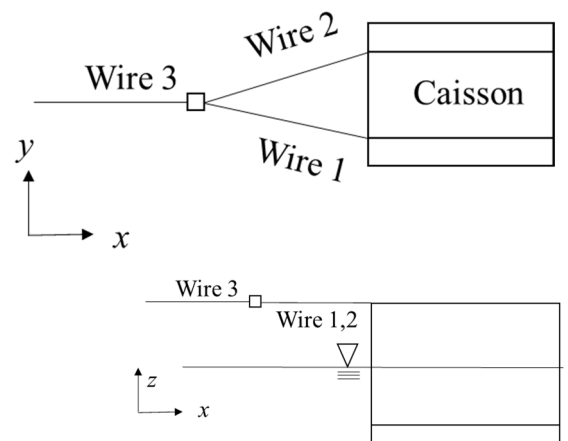 Wire 2
Wire 3
Caisson
Wire 1
y
x
Wire 3
Wire 1,2
z
x